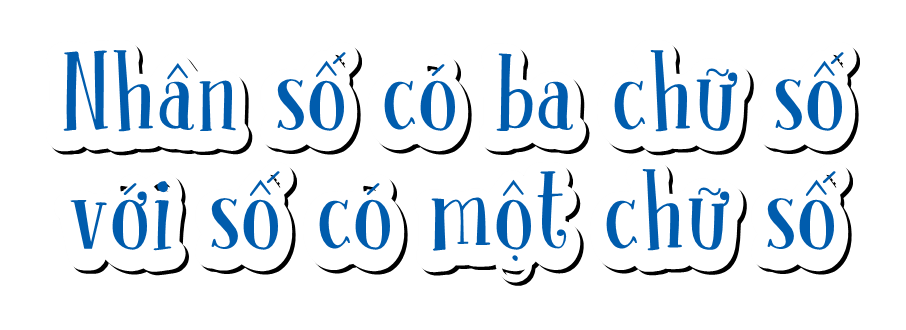 Nhân số có ba chữ số
với số có một chữ số